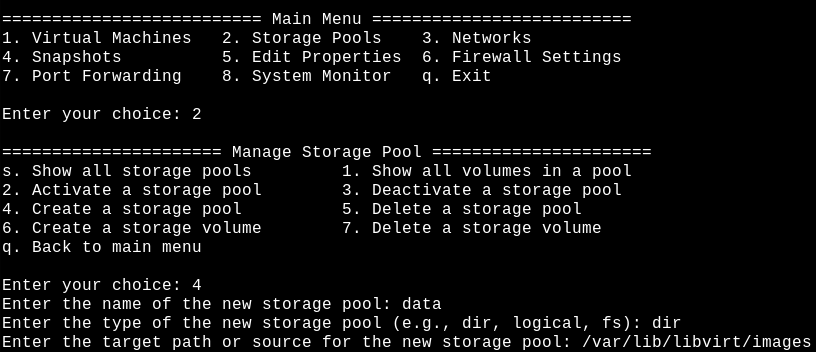 ========================== Main Menu ==========================
1. Virtual Machines   2. Storage Pools    3. Networks
4. Snapshots          5. Edit Properties  6. Firewall Settings
7. Port Forwarding    8. System Monitor   q. Exit
Enter your choice: 2
====================== Manage Storage Pool ======================
s. Show all storage pools         1. Show all volumes in a pool
2. Activate a storage pool        3. Deactivate a storage pool
4. Create a storage pool          5. Delete a storage pool
6. Create a storage volume        7. Delete a storage volume
q. Back to main menu
Enter your choice: 4
Enter the name of the new storage pool: data
Enter the type of the new storage pool (e.g., dir, logical, fs): dir
Enter the target path or source for the new storage pool: /var/lib/libvirt/images